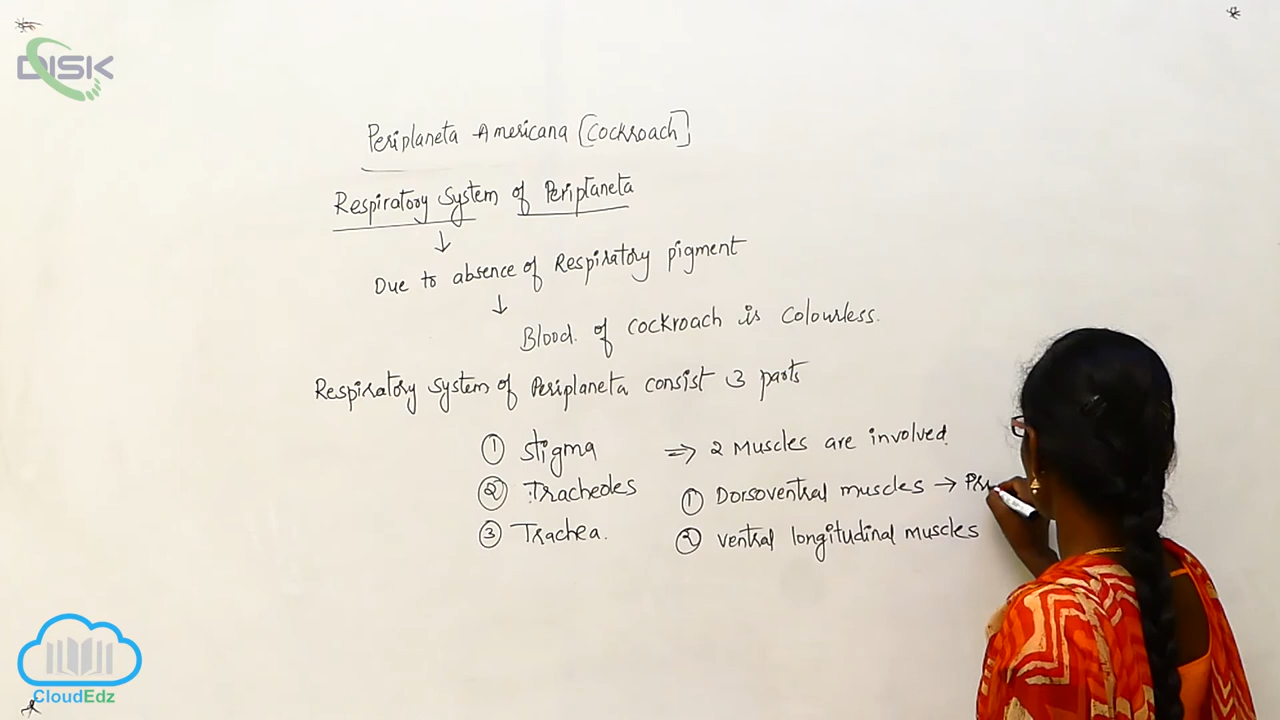 DISK
Periplaneta Americana [Cockroach]
Respiratory System of Periplaneta
↓
Due to absence of Respiratory pigment
↓
Blood. of cockroach is colourless.
Respiratory system of Periplaneta consist 3 parts
① Stigma ⇒ 2 Muscles are involved.
② Tracheoles ① Dorsoventral muscles →
③ Trachea. ② ventral longitudinal muscles
CloudEdz